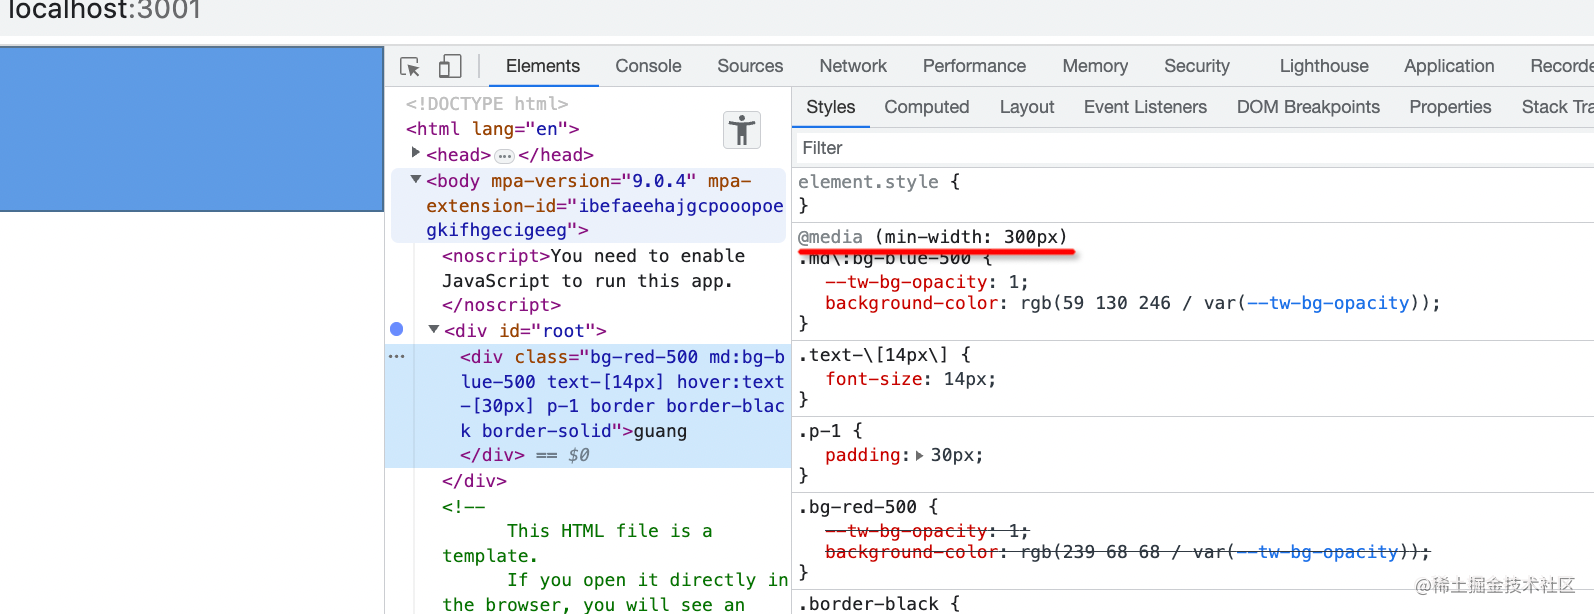 localhost:3001
Elements Console Sources Network Performance Memory Security Lighthouse Application Recorde
<!DOCTYPE html>
<html lang="en">
<head>…</head>
<body mpa-version="9.0.4" mpa-
extension-id="ibefaeehajgcpooopoe
gkifhgecigeeg">
<noscript>You need to enable
JavaScript to run this app.
</noscript>
<div id="root">
<div class="bg-red-500 md:bg-b
lue-500 text-[14px] hover:text
-[30px] p-1 border border-blac
k border-solid">guang
</div> == $0
</div>
<!--
This HTML file is a
template.
If you open it directly in
the browser, you will see an
Styles Computed Layout Event Listeners DOM Breakpoints Properties Stack Tra
Filter
element.style {
}
@media (min-width: 300px)
.md\:bg-blue-500 {
--tw-bg-opacity: 1;
background-color: rgb(59 130 246 / var(--tw-bg-opacity));
}
.text-\[14px\] {
font-size: 14px;
}
.p-1 {
padding: 30px;
}
.bg-red-500 {
--tw-bg-opacity: 1;
background-color: rgb(239 68 68 / var(--tw-bg-opacity));
}
.border-black {
@稀土掘金技术社区